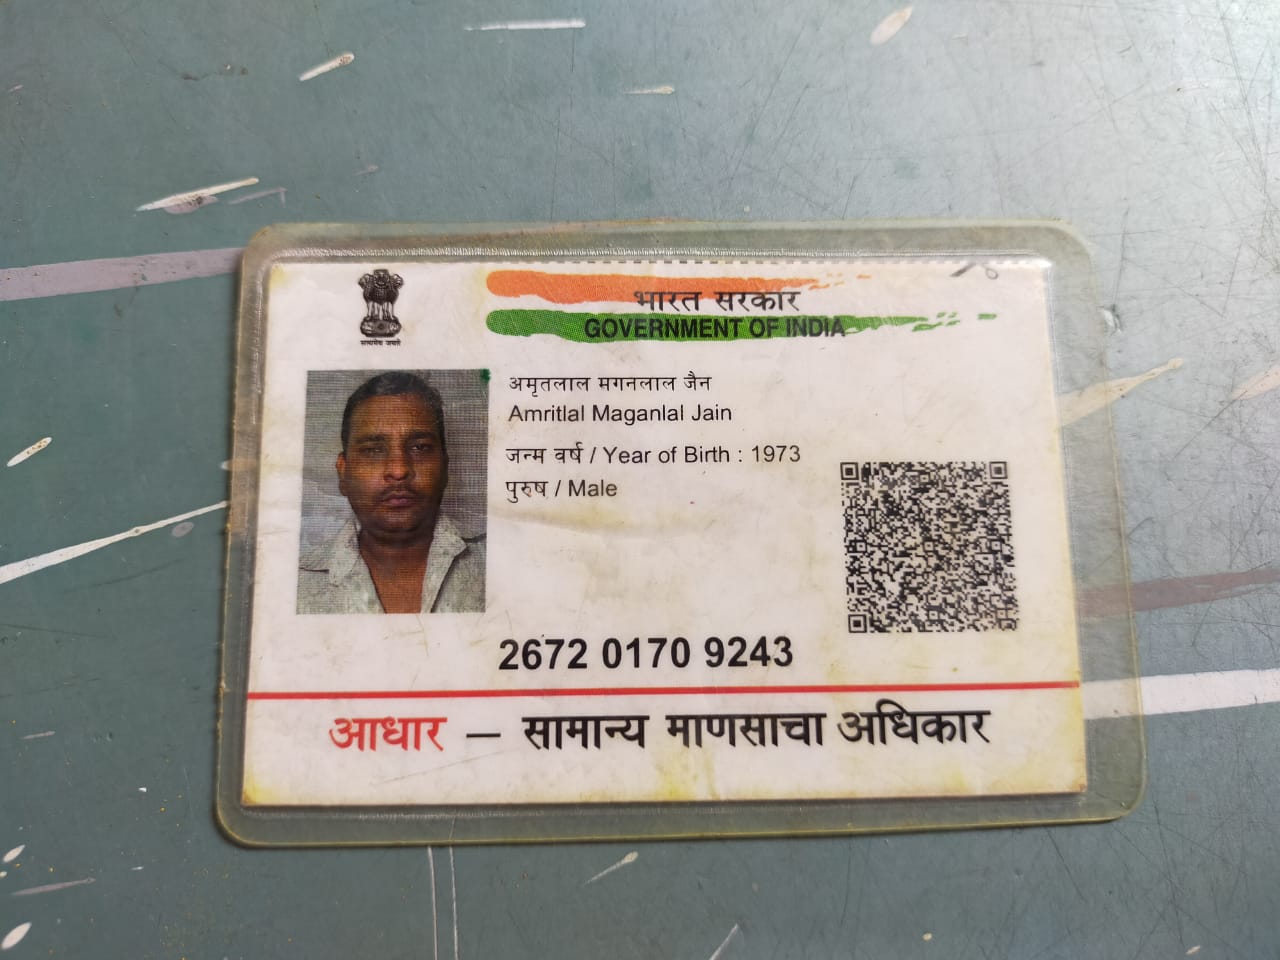 सत्यमेव जयते
भारत सरकार
GOVERNMENT OF INDIA
अमृतलाल मगनलाल जैन
Amritlal Maganlal Jain
जन्म वर्ष / Year of Birth : 1973
पुरुष / Male
2672 0170 9243
आधार – सामान्य माणसाचा अधिकार